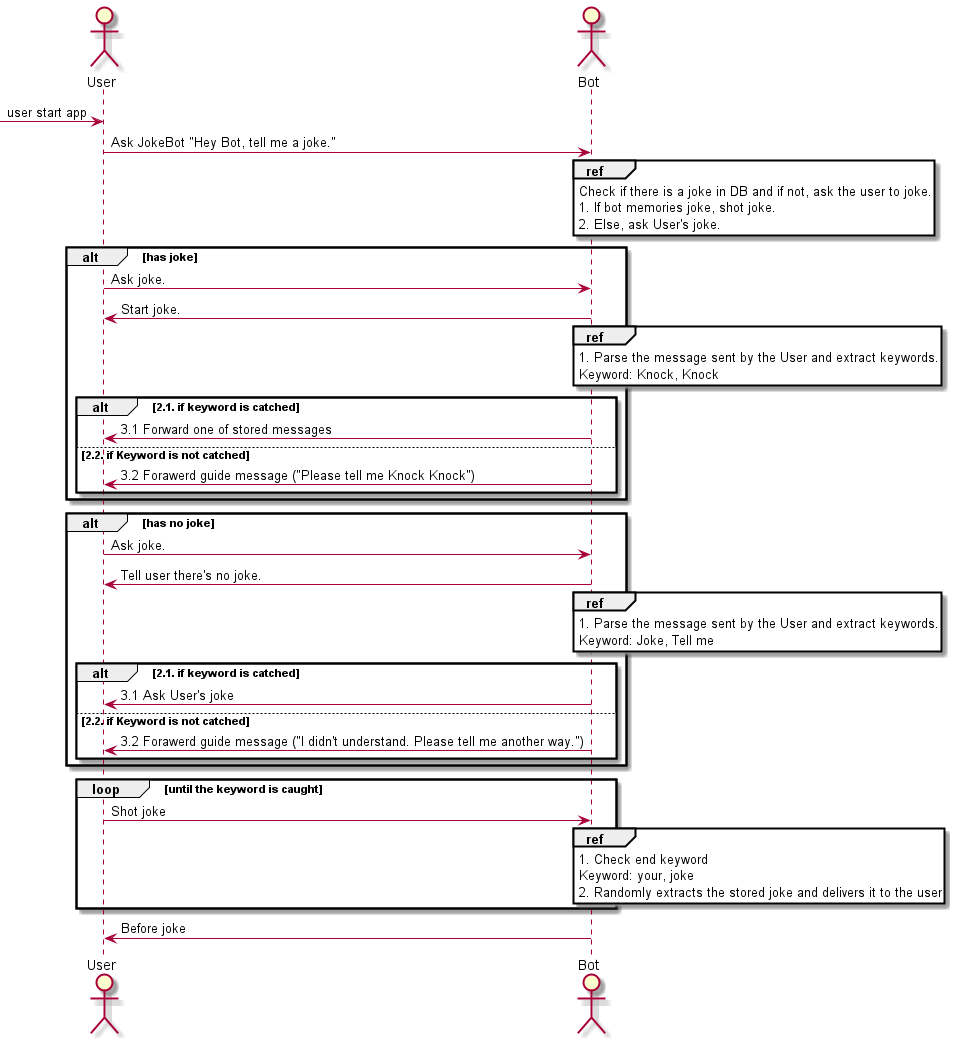 User
Bot
user start app
Ask JokeBot "Hey Bot, tell me a joke."
ref
Check if there is a joke in DB and if not, ask the user to joke.
1. If bot memories joke, shot joke.
2. Else, ask User's joke.
alt
[has joke]
Ask joke.
Start joke.
ref
1. Parse the message sent by the User and extract keywords.
Keyword: Knock, Knock
alt
[2.1. if keyword is catched]
3.1 Forward one of stored messages
[2.2. if Keyword is not catched]
3.2 Forawerd guide message ("Please tell me Knock Knock")
alt
[has no joke]
Ask joke.
Tell user there's no joke.
ref
1. Parse the message sent by the User and extract keywords.
Keyword: Joke, Tell me
alt
[2.1. if keyword is catched]
3.1 Ask User's joke
[2.2. if Keyword is not catched]
3.2 Forawerd guide message ("I didn't understand. Please tell me another way.")
loop
[until the keyword is caught]
Shot joke
ref
1. Check end keyword
Keyword: your, joke
2. Randomly extracts the stored joke and delivers it to the user
Before joke
User
Bot